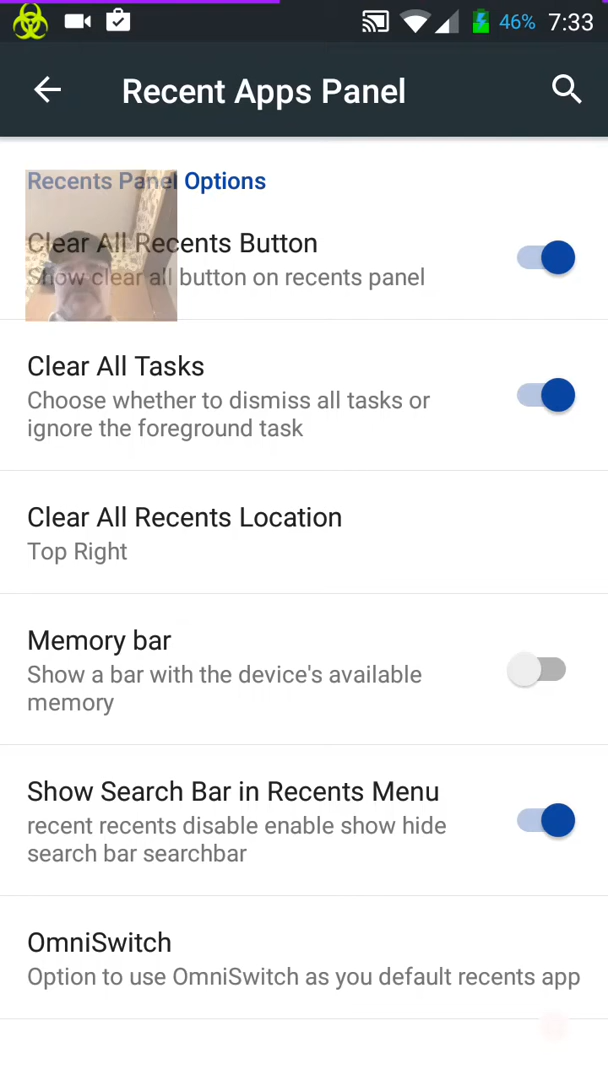 46% 7:33
Recent Apps Panel
Recents Panel Options
Clear All Recents Button
Show clear all button on recents panel
Clear All Tasks
Choose whether to dismiss all tasks or
ignore the foreground task
Clear All Recents Location
Top Right
Memory bar
Show a bar with the device's available
memory
Show Search Bar in Recents Menu
recent recents disable enable show hide
search bar searchbar
OmniSwitch
Option to use OmniSwitch as you default recents app